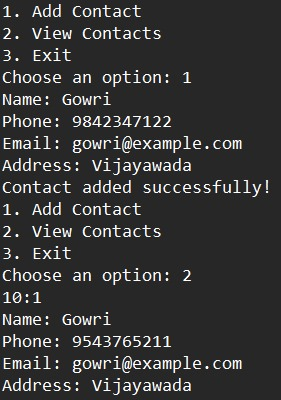 1. Add Contact
2. View Contacts
3. Exit
Choose an option: 1
Name: Gowri
Phone: 9842347122
Email: gowri@example.com
Address: Vijayawada
Contact added successfully!
1. Add Contact
2. View Contacts
3. Exit
Choose an option: 2
10:1
Name: Gowri
Phone: 9543765211
Email: gowri@example.com
Address: Vijayawada